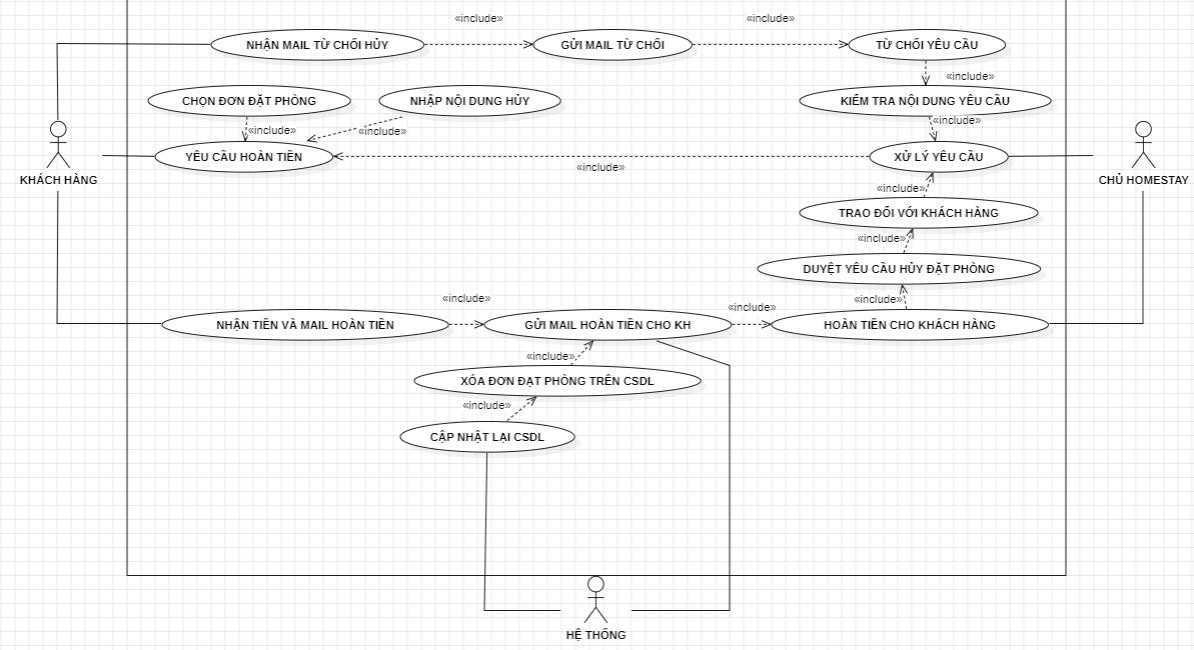 «include»
«include»
NHẬN MAIL TỪ CHỐI HỦY
GỬI MAIL TỪ CHỐI
TỪ CHỐI YÊU CẦU
«include»
CHỌN ĐƠN ĐẶT PHÒNG
NHẬP NỘI DUNG HỦY
KIỂM TRA NỘI DUNG YÊU CẦU
«include»
«include»
«include»
YÊU CẦU HOÀN TIỀN
XỬ LÝ YÊU CẦU
«include»
KHÁCH HÀNG
CHỦ HOMESTAY
«include»
TRAO ĐỔI VỚI KHÁCH HÀNG
«include»
DUYỆT YÊU CẦU HỦY ĐẶT PHÒNG
«include»
«include»
«include»
NHẬN TIỀN VÀ MAIL HOÀN TIỀN
GỬI MAIL HOÀN TIỀN CHO KH
HOÀN TIỀN CHO KHÁCH HÀNG
«include»
XÓA ĐƠN ĐẠT PHÒNG TRÊN CSDL
«include»
CẬP NHẬT LẠI CSDL
HỆ THỐNG